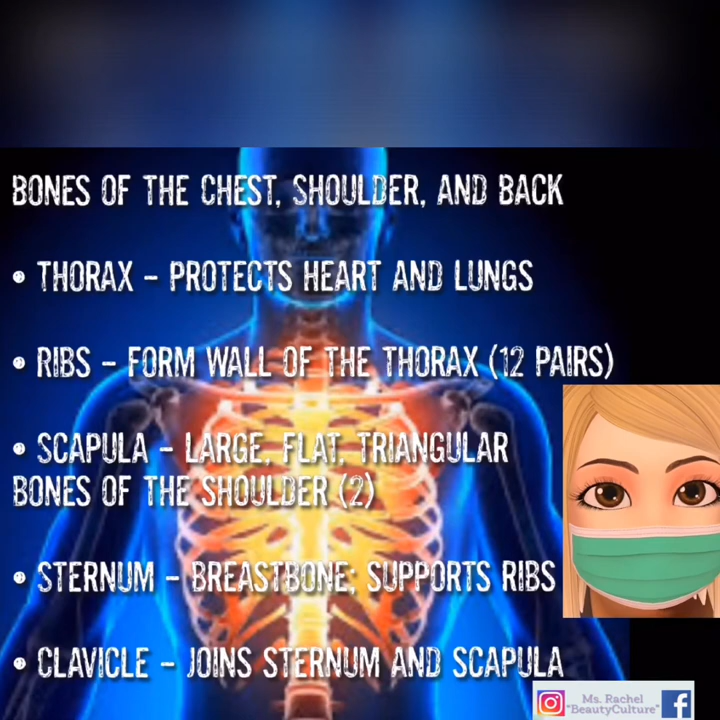 BONES OF THE CHEST, SHOULDER, AND BACK
• THORAX – PROTECTS HEART AND LUNGS
• RIBS – FORM WALL OF THE THORAX (12 PAIRS)
• SCAPULA – LARGE, FLAT, TRIANGULAR
BONES OF THE SHOULDER (2)
• STERNUM – BREASTBONE; SUPPORTS RIBS
• CLAVICLE – JOINS STERNUM AND SCAPULA
Ms. Rachel
"BeautyCulture"